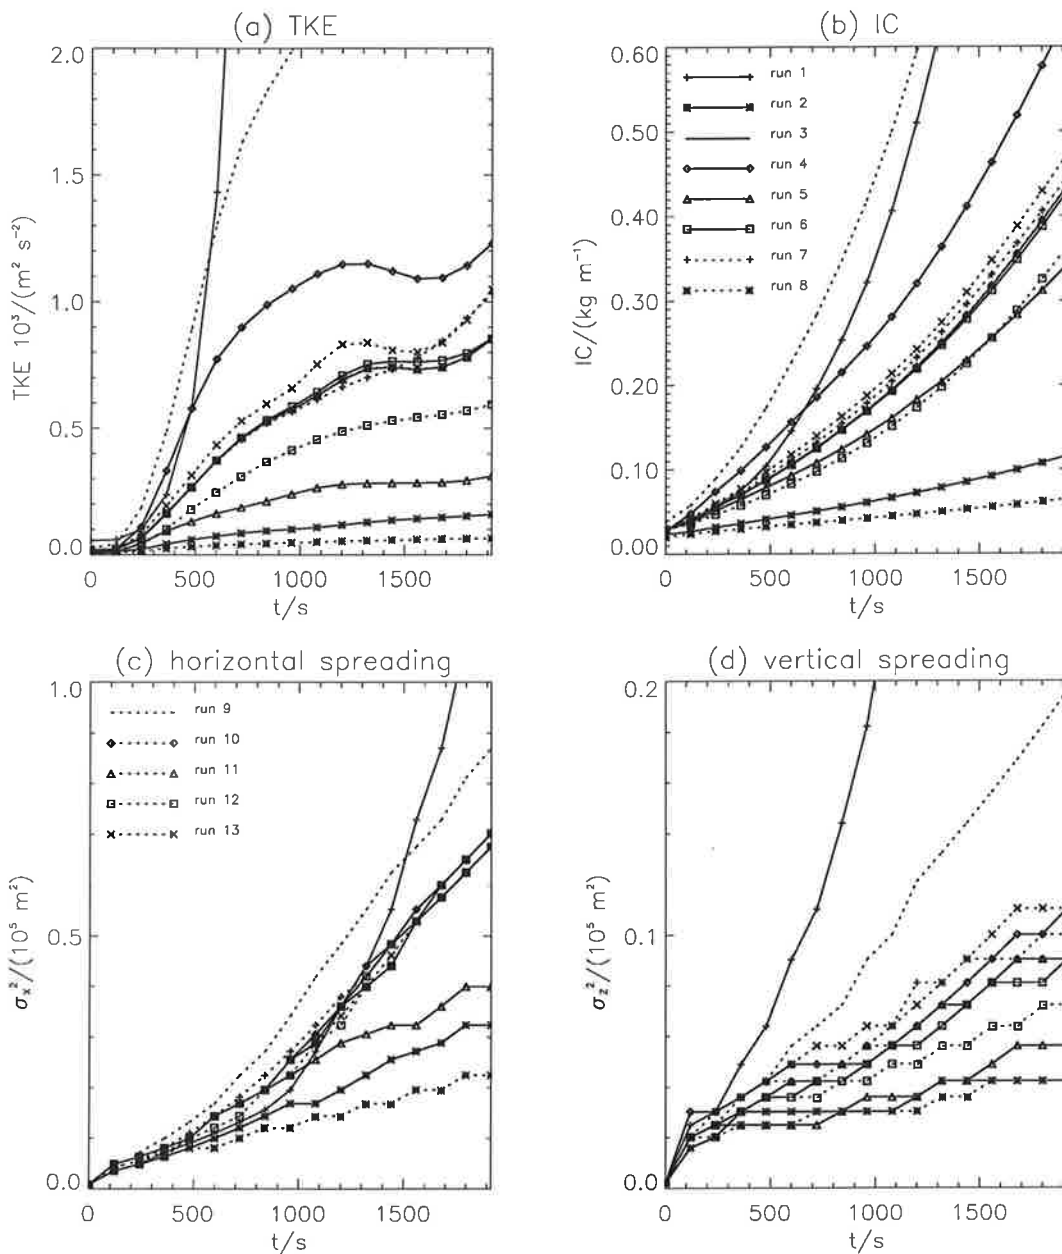 (a) TKE
2.0
1.5
1.0
0.5
0.0
TKE 10³/(m² s⁻²)
0 500 1000 1500
t/s
(b) IC
0.60
0.50
0.40
0.30
0.20
0.10
0.00
IC/(kg m⁻¹)
run 1
run 2
run 3
run 4
run 5
run 6
run 7
run 8
0 500 1000 1500
t/s
(c) horizontal spreading
1.0
0.5
0.0
σₓ²/(10⁵ m²)
run 9
run 10
run 11
run 12
run 13
0 500 1000 1500
t/s
(d) vertical spreading
0.2
0.1
0.0
σ_z²/(10⁵ m²)
0 500 1000 1500
t/s